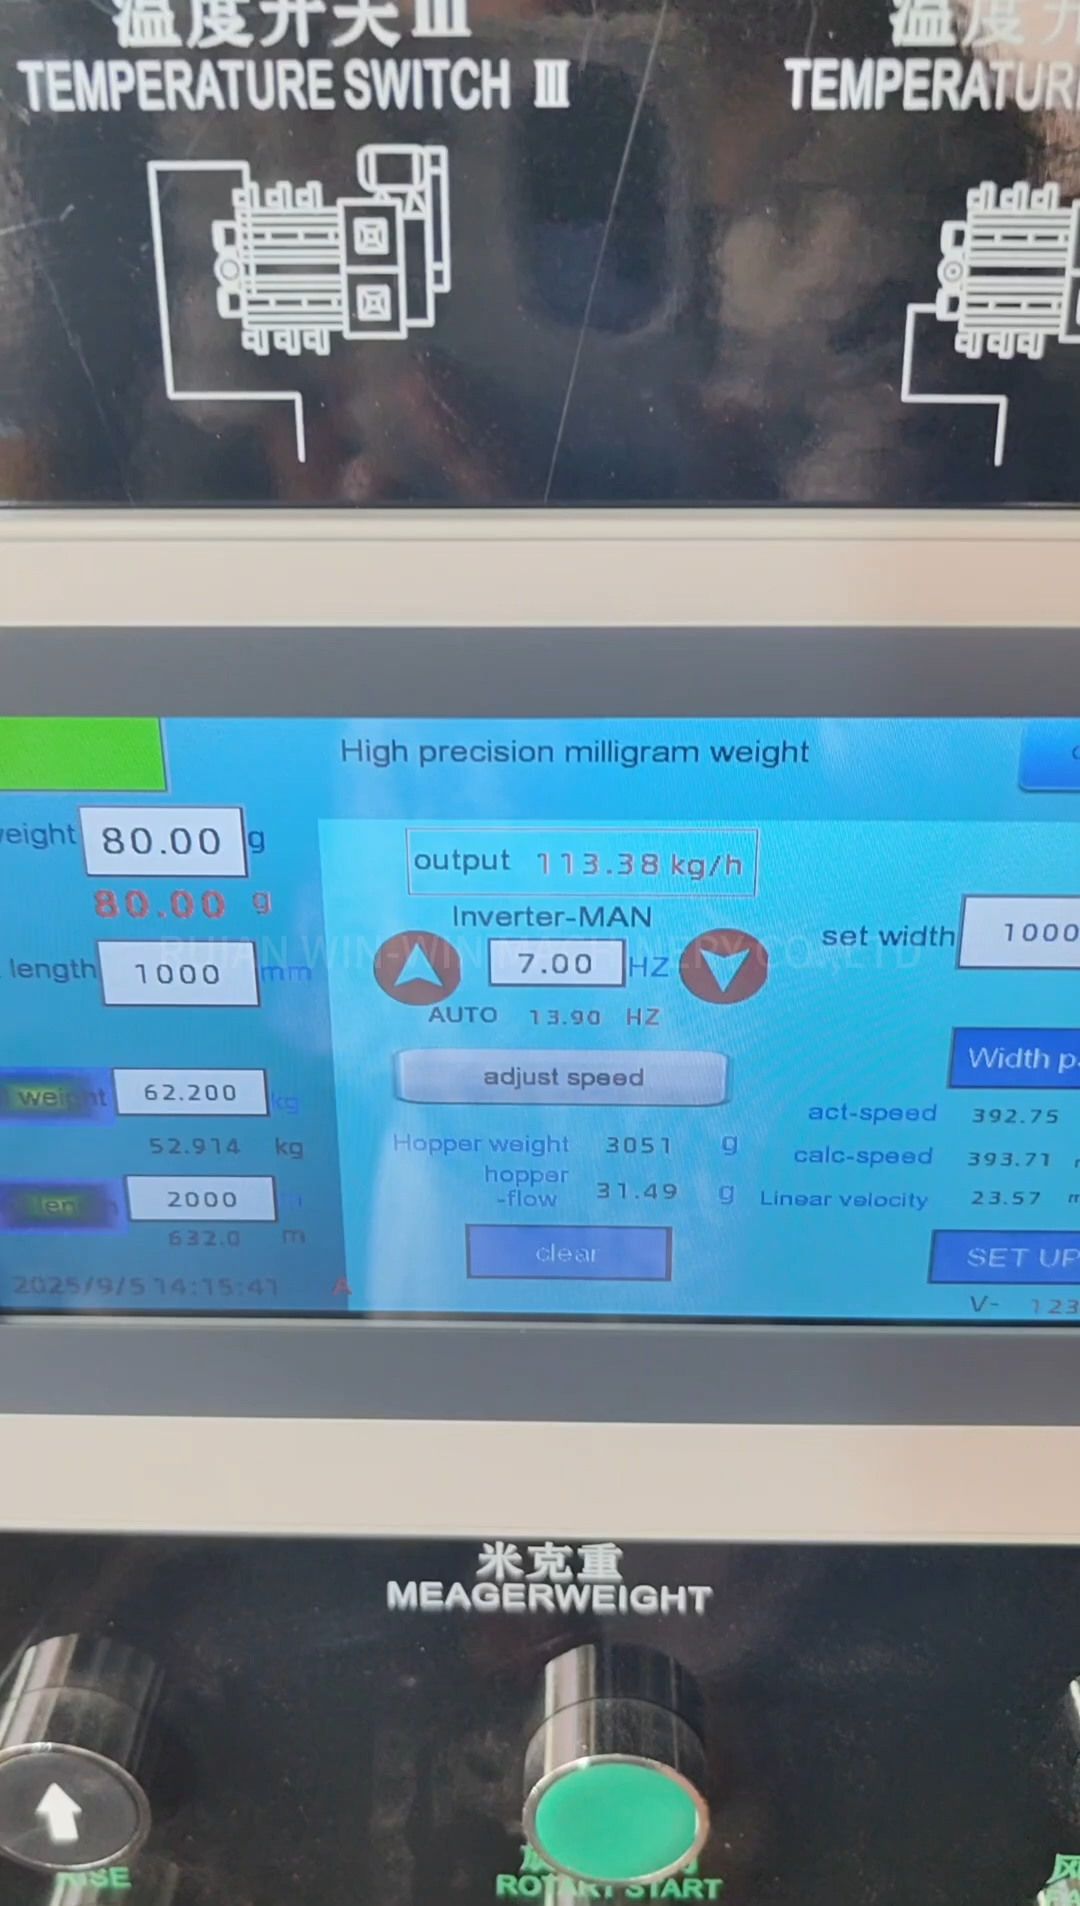 温度开关 III
TEMPERATURE SWITCH III
温度开
TEMPERATUR
High precision milligram weight
eight 80.00 g
80.00 g
length 1000 mm
weight 62.200 kg
52.914 kg
len 2000
632.0 m
2025/9/5 14:15:41 A
output 113.38 kg/h
Inverter-MAN
7.00 HZ
AUTO 13.90 HZ
adjust speed
Hopper weight 3051 g
hopper
-flow 31.49 g
clear
set width 1000
Width p
act-speed 392.75
calc-speed 393.71
Linear velocity 23.57 m
SET UP
V- 123
RUIAN WIN-WIN MACHINERY CO.,LTD
米克重
MEAGERWEIGHT
RISE
ROTARY START
风
FA